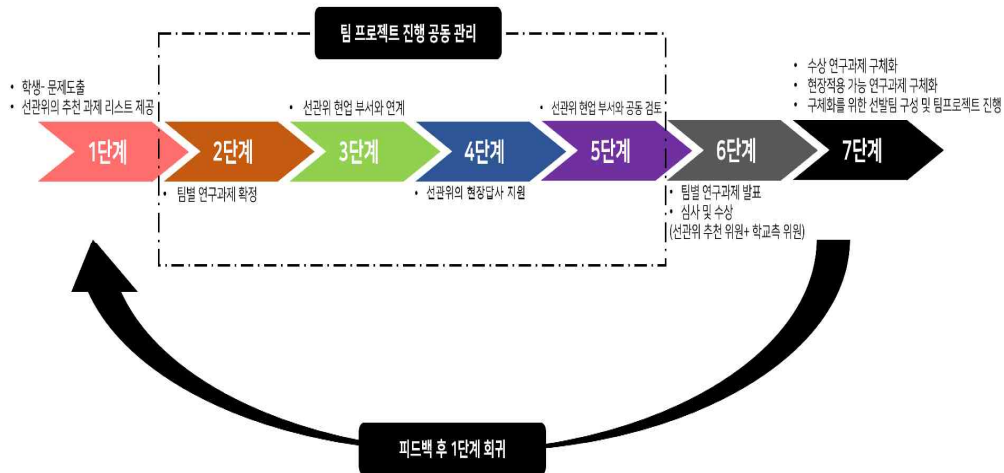 팀 프로젝트 진행 공동 관리
• 학생- 문제도출
• 선관위의 추천 과제 리스트 제공
• 선관위 현업 부서와 연계
• 선관위 현업 부서와 공동 검토
• 수상 연구과제 구체화
• 현장적용 가능 연구과제 구체화
• 구체화를 위한 선발팀 구성 및 팀프로젝트 진행
1단계
2단계
3단계
4단계
5단계
6단계
7단계
• 팀별 연구과제 확정
• 선관위의 현장답사 지원
• 팀별 연구과제 발표
• 심사 및 수상
(선관위 추천 위원+ 학교측 위원)
피드백 후 1단계 회귀